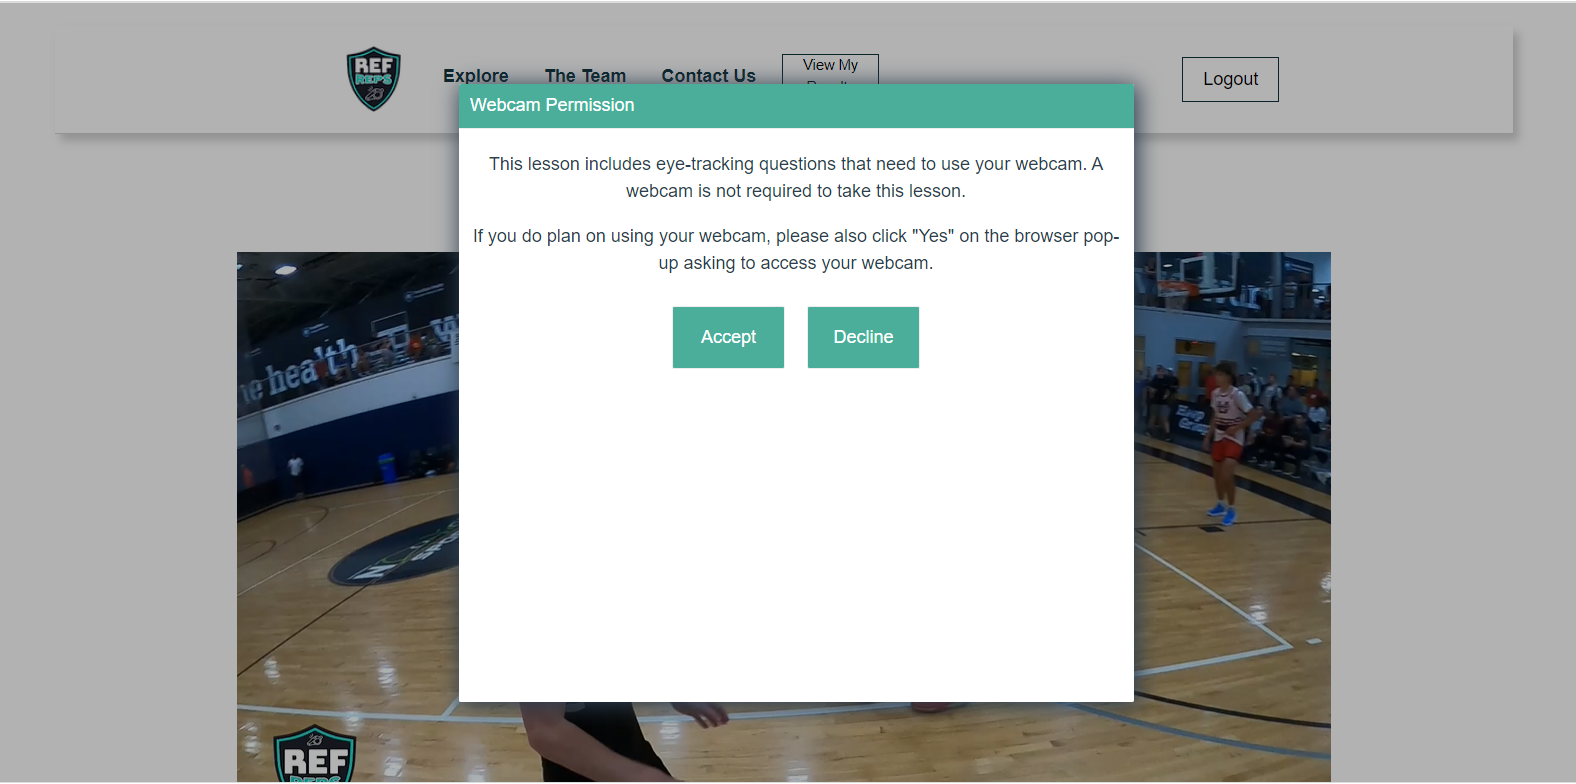 REF
REPS
Explore
The Team
Contact Us
View My
Logout
Webcam Permission
This lesson includes eye-tracking questions that need to use your webcam. A
webcam is not required to take this lesson.
If you do plan on using your webcam, please also click "Yes" on the browser pop-
up asking to access your webcam.
Accept
Decline
he health
REF
REPS